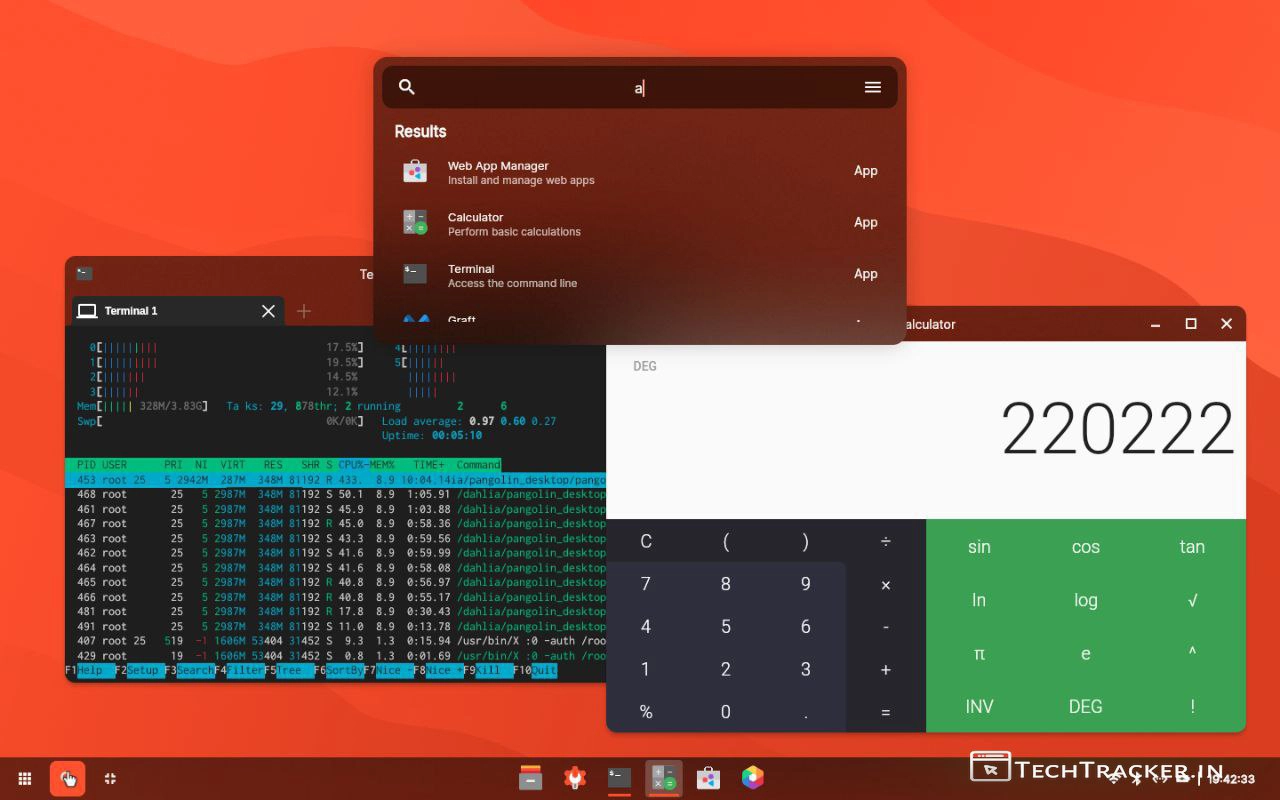 a
Results
Web App Manager
Install and manage web apps
App
Calculator
Perform basic calculations
App
Terminal
Access the command line
App
Graft
Te
Terminal 1
0[ 17.5%] 4[
1[ 19.5%] 5[
2[ 14.5%
3[ 12.1%
Mem[ 328M/3.83G] Ta ks: 29, 878thr; 2 running 2 6
Swp[ 0K/0K] Load average: 0.97 0.60 0.27
Uptime: 00:05:10
PID USER PRI NI VIRT RES SHR S CPU% MEM% TIME+ Command
453 root 25 5 2942M 287M 348M 81192 R 433. 8.9 10:04.14ia/pangolin_desktop/pango
468 root 25 5 2987M 348M 81192 S 50.1 8.9 1:05.91 /dahlia/pangolin_desktop
461 root 25 5 2987M 348M 81192 S 45.9 8.9 1:03.88 /dahlia/pangolin_desktop
467 root 25 5 2987M 348M 81192 R 45.0 8.9 0:58.36 /dahlia/pangolin_desktop
463 root 25 5 2987M 348M 81192 S 43.3 8.9 0:59.56 /dahlia/pangolin_desktop
462 root 25 5 2987M 348M 81192 S 41.6 8.9 0:59.99 /dahlia/pangolin_desktop
464 root 25 5 2987M 348M 81192 S 41.6 8.9 0:58.08 /dahlia/pangolin_desktop
465 root 25 5 2987M 348M 81192 R 40.8 8.9 0:56.97 /dahlia/pangolin_desktop
466 root 25 5 2987M 348M 81192 R 40.8 8.9 0:55.17 /dahlia/pangolin_desktop
481 root 25 5 2987M 348M 81192 R 17.8 8.9 0:30.43 /dahlia/pangolin_desktop
491 root 25 5 2987M 348M 81192 S 11.0 8.9 0:13.78 /dahlia/pangolin_desktop
407 root 25 519 -1 1606M 53404 31452 S 9.3 1.3 0:15.94 /usr/bin/X :0 -auth /roo
429 root 19 -1 1606M 53404 31452 S 0.8 1.3 0:01.69 /usr/bin/X :0 -auth /roo
F1Help F2Setup F3SearchF4FilterF5Tree F6SortByF7Nice -F8Nice +F9Kill F10Quit
alculator
DEG
220222
C ( ) ÷
7 8 9 ×
4 5 6 -
1 2 3 +
% 0 . =
sin cos tan
ln log √
π e ^
INV DEG !
TECHTRACKER.IN
19:42:33